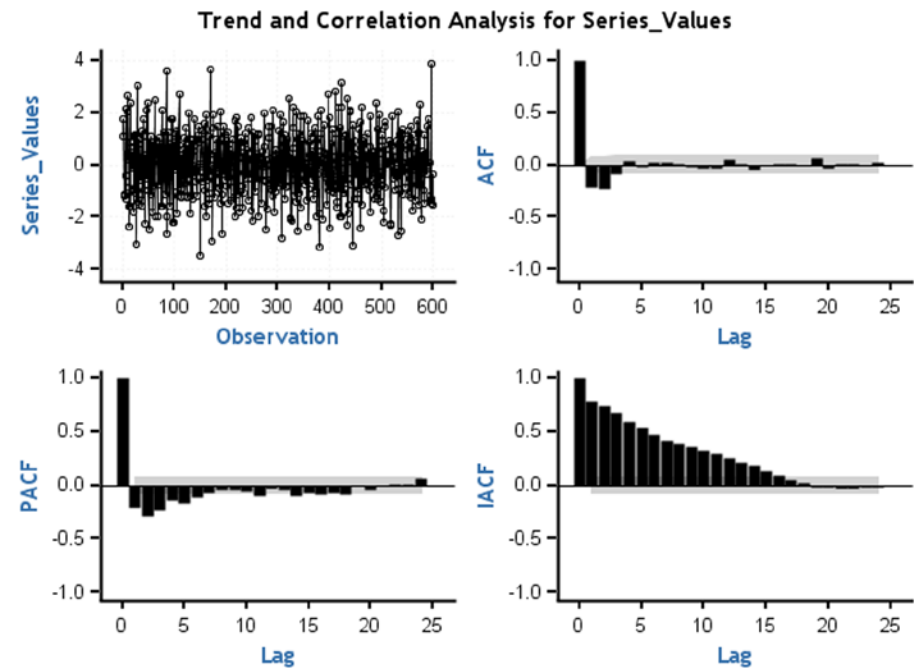 Trend and Correlation Analysis for Series_Values
Series_Values
4
2
0
-2
-4
0 100 200 300 400 500 600
Observation
ACF
1.0
0.5
0.0
-0.5
-1.0
0 5 10 15 20 25
Lag
PACF
1.0
0.5
0.0
-0.5
-1.0
0 5 10 15 20 25
Lag
IACF
1.0
0.5
0.0
-0.5
-1.0
0 5 10 15 20 25
Lag